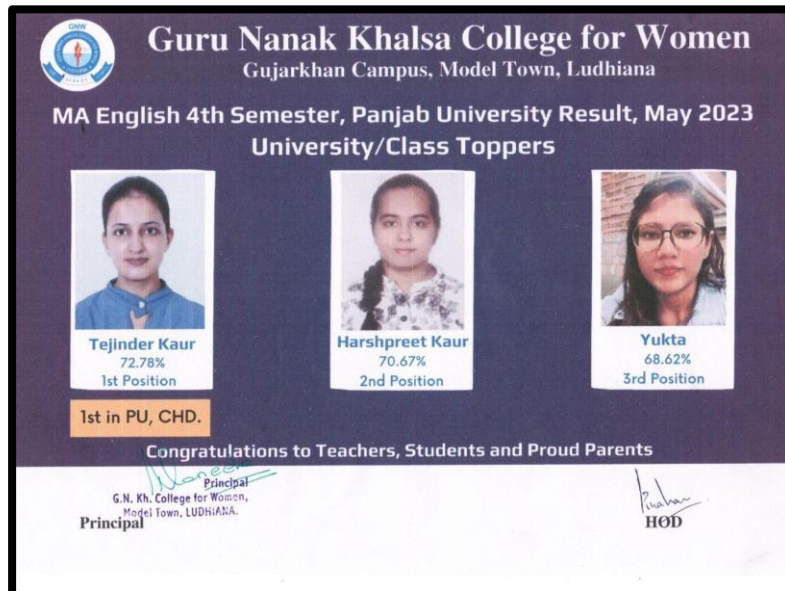 GNW
Guru Nanak Khalsa College for Women
Gujarkhan Campus, Model Town, Ludhiana
MA English 4th Semester, Panjab University Result, May 2023
University/Class Toppers
Tejinder Kaur
72.78%
1st Position
Harshpreet Kaur
70.67%
2nd Position
Yukta
68.62%
3rd Position
1st in PU, CHD.
Congratulations to Teachers, Students and Proud Parents
Principal
G.N. Kh. College for Women,
Model Town, LUDHIANA.
Principal
HOD